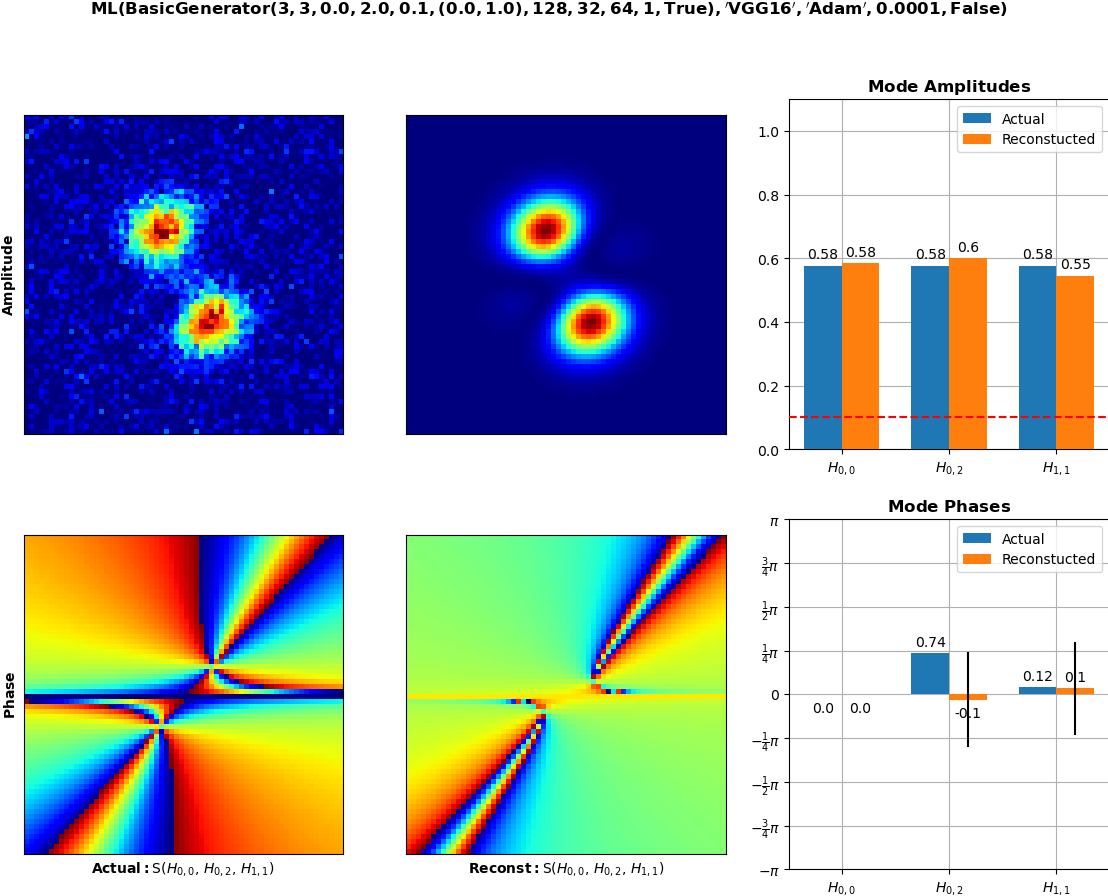 ML(BasicGenerator(3, 3, 0.0, 2.0, 0.1, (0.0, 1.0), 128, 32, 64, 1, True), ′VGG16′, ′Adam′, 0.0001, False)
Amplitude
Mode Amplitudes
Actual
Reconstucted
1.0
0.8
0.6
0.4
0.2
0.0
0.58 0.58 0.58 0.6 0.58 0.55
H0,0 H0,2 H1,1
Phase
Actual: S(H0,0, H0,2, H1,1)
Reconst: S(H0,0, H0,2, H1,1)
Mode Phases
Actual
Reconstucted
π
3/4π
1/2π
1/4π
0
−1/4π
−1/2π
−3/4π
−π
0.0 0.0 0.74 -0.1 0.12 0.1
H0,0 H0,2 H1,1